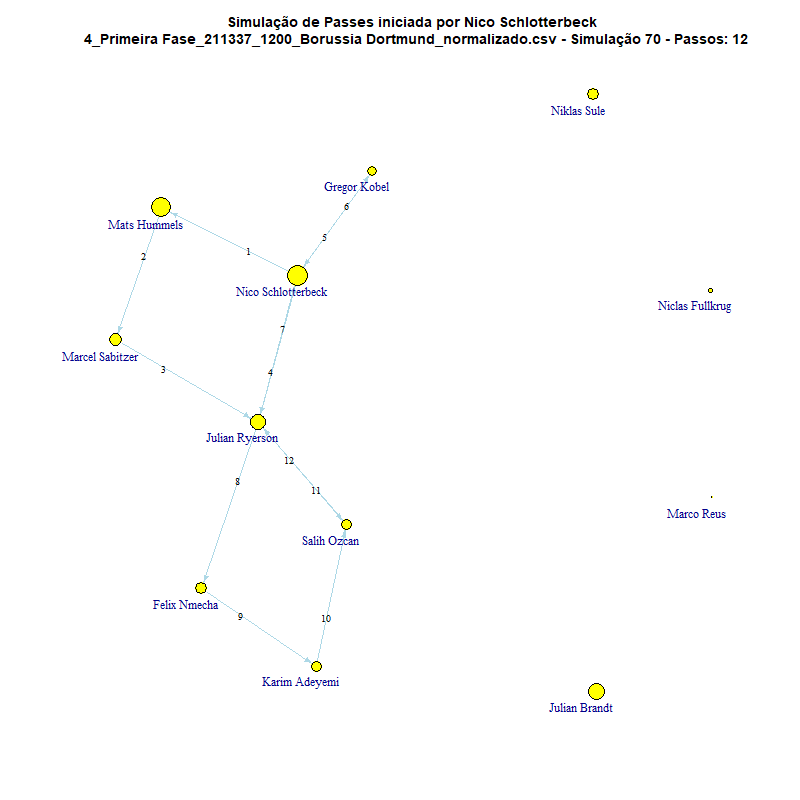 Simulação de Passes iniciada por Nico Schlotterbeck
4_Primeira Fase_211337_1200_Borussia Dortmund_normalizado.csv - Simulação 70 - Passos: 12
Niklas Sule
Gregor Kobel
6
Mats Hummels
5
1
2
Nico Schlotterbeck
Niclas Fullkrug
7
Marcel Sabitzer
3
4
Julian Ryerson
12
8
11
Marco Reus
Salih Ozcan
Felix Nmecha
9
10
Karim Adeyemi
Julian Brandt